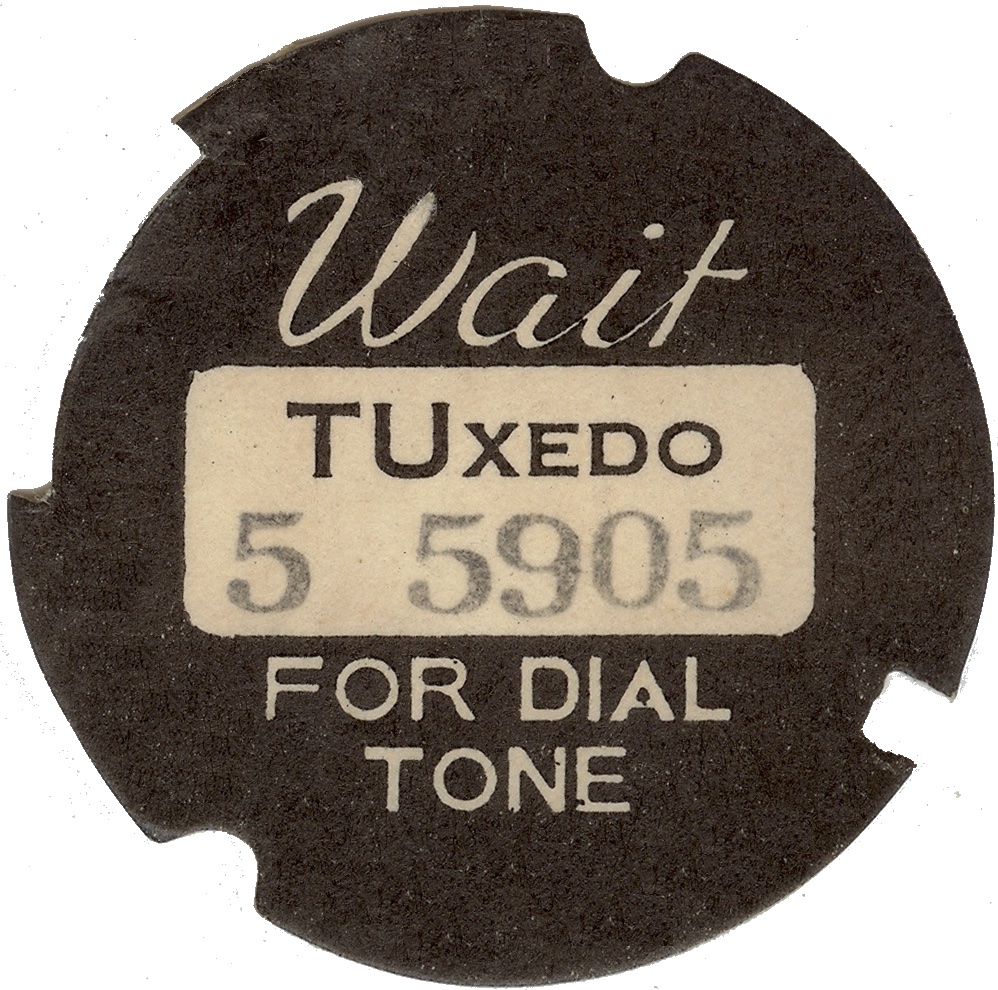 Wait
TUXEDO
5 5905
FOR DIAL
TONE